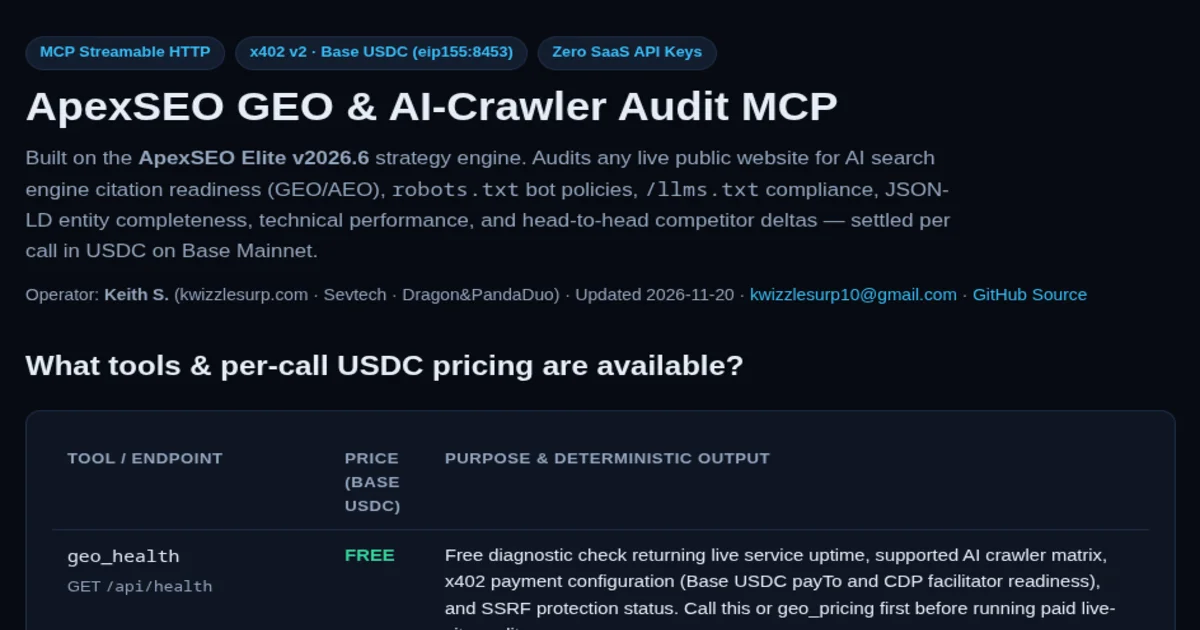 MCP Streamable HTTP
x402 v2 · Base USDC (eip155:8453)
Zero SaaS API Keys
ApexSEO GEO & AI-Crawler Audit MCP
Built on the ApexSEO Elite v2026.6 strategy engine. Audits any live public website for AI search
engine citation readiness (GEO/AEO), robots.txt bot policies, /llms.txt compliance, JSON-
LD entity completeness, technical performance, and head-to-head competitor deltas — settled per
call in USDC on Base Mainnet.
Operator: Keith S. (kwizzlesurp.com · Sevtech · Dragon&PandaDuo) · Updated 2026-11-20 · kwizzlesurp10@gmail.com · GitHub Source
What tools & per-call USDC pricing are available?
TOOL / ENDPOINT
PRICE
(BASE
USDC)
PURPOSE & DETERMINISTIC OUTPUT
geo_health
GET /api/health
FREE
Free diagnostic check returning live service uptime, supported AI crawler matrix,
x402 payment configuration (Base USDC payTo and CDP facilitator readiness),
and SSRF protection status. Call this or geo_pricing first before running paid live-